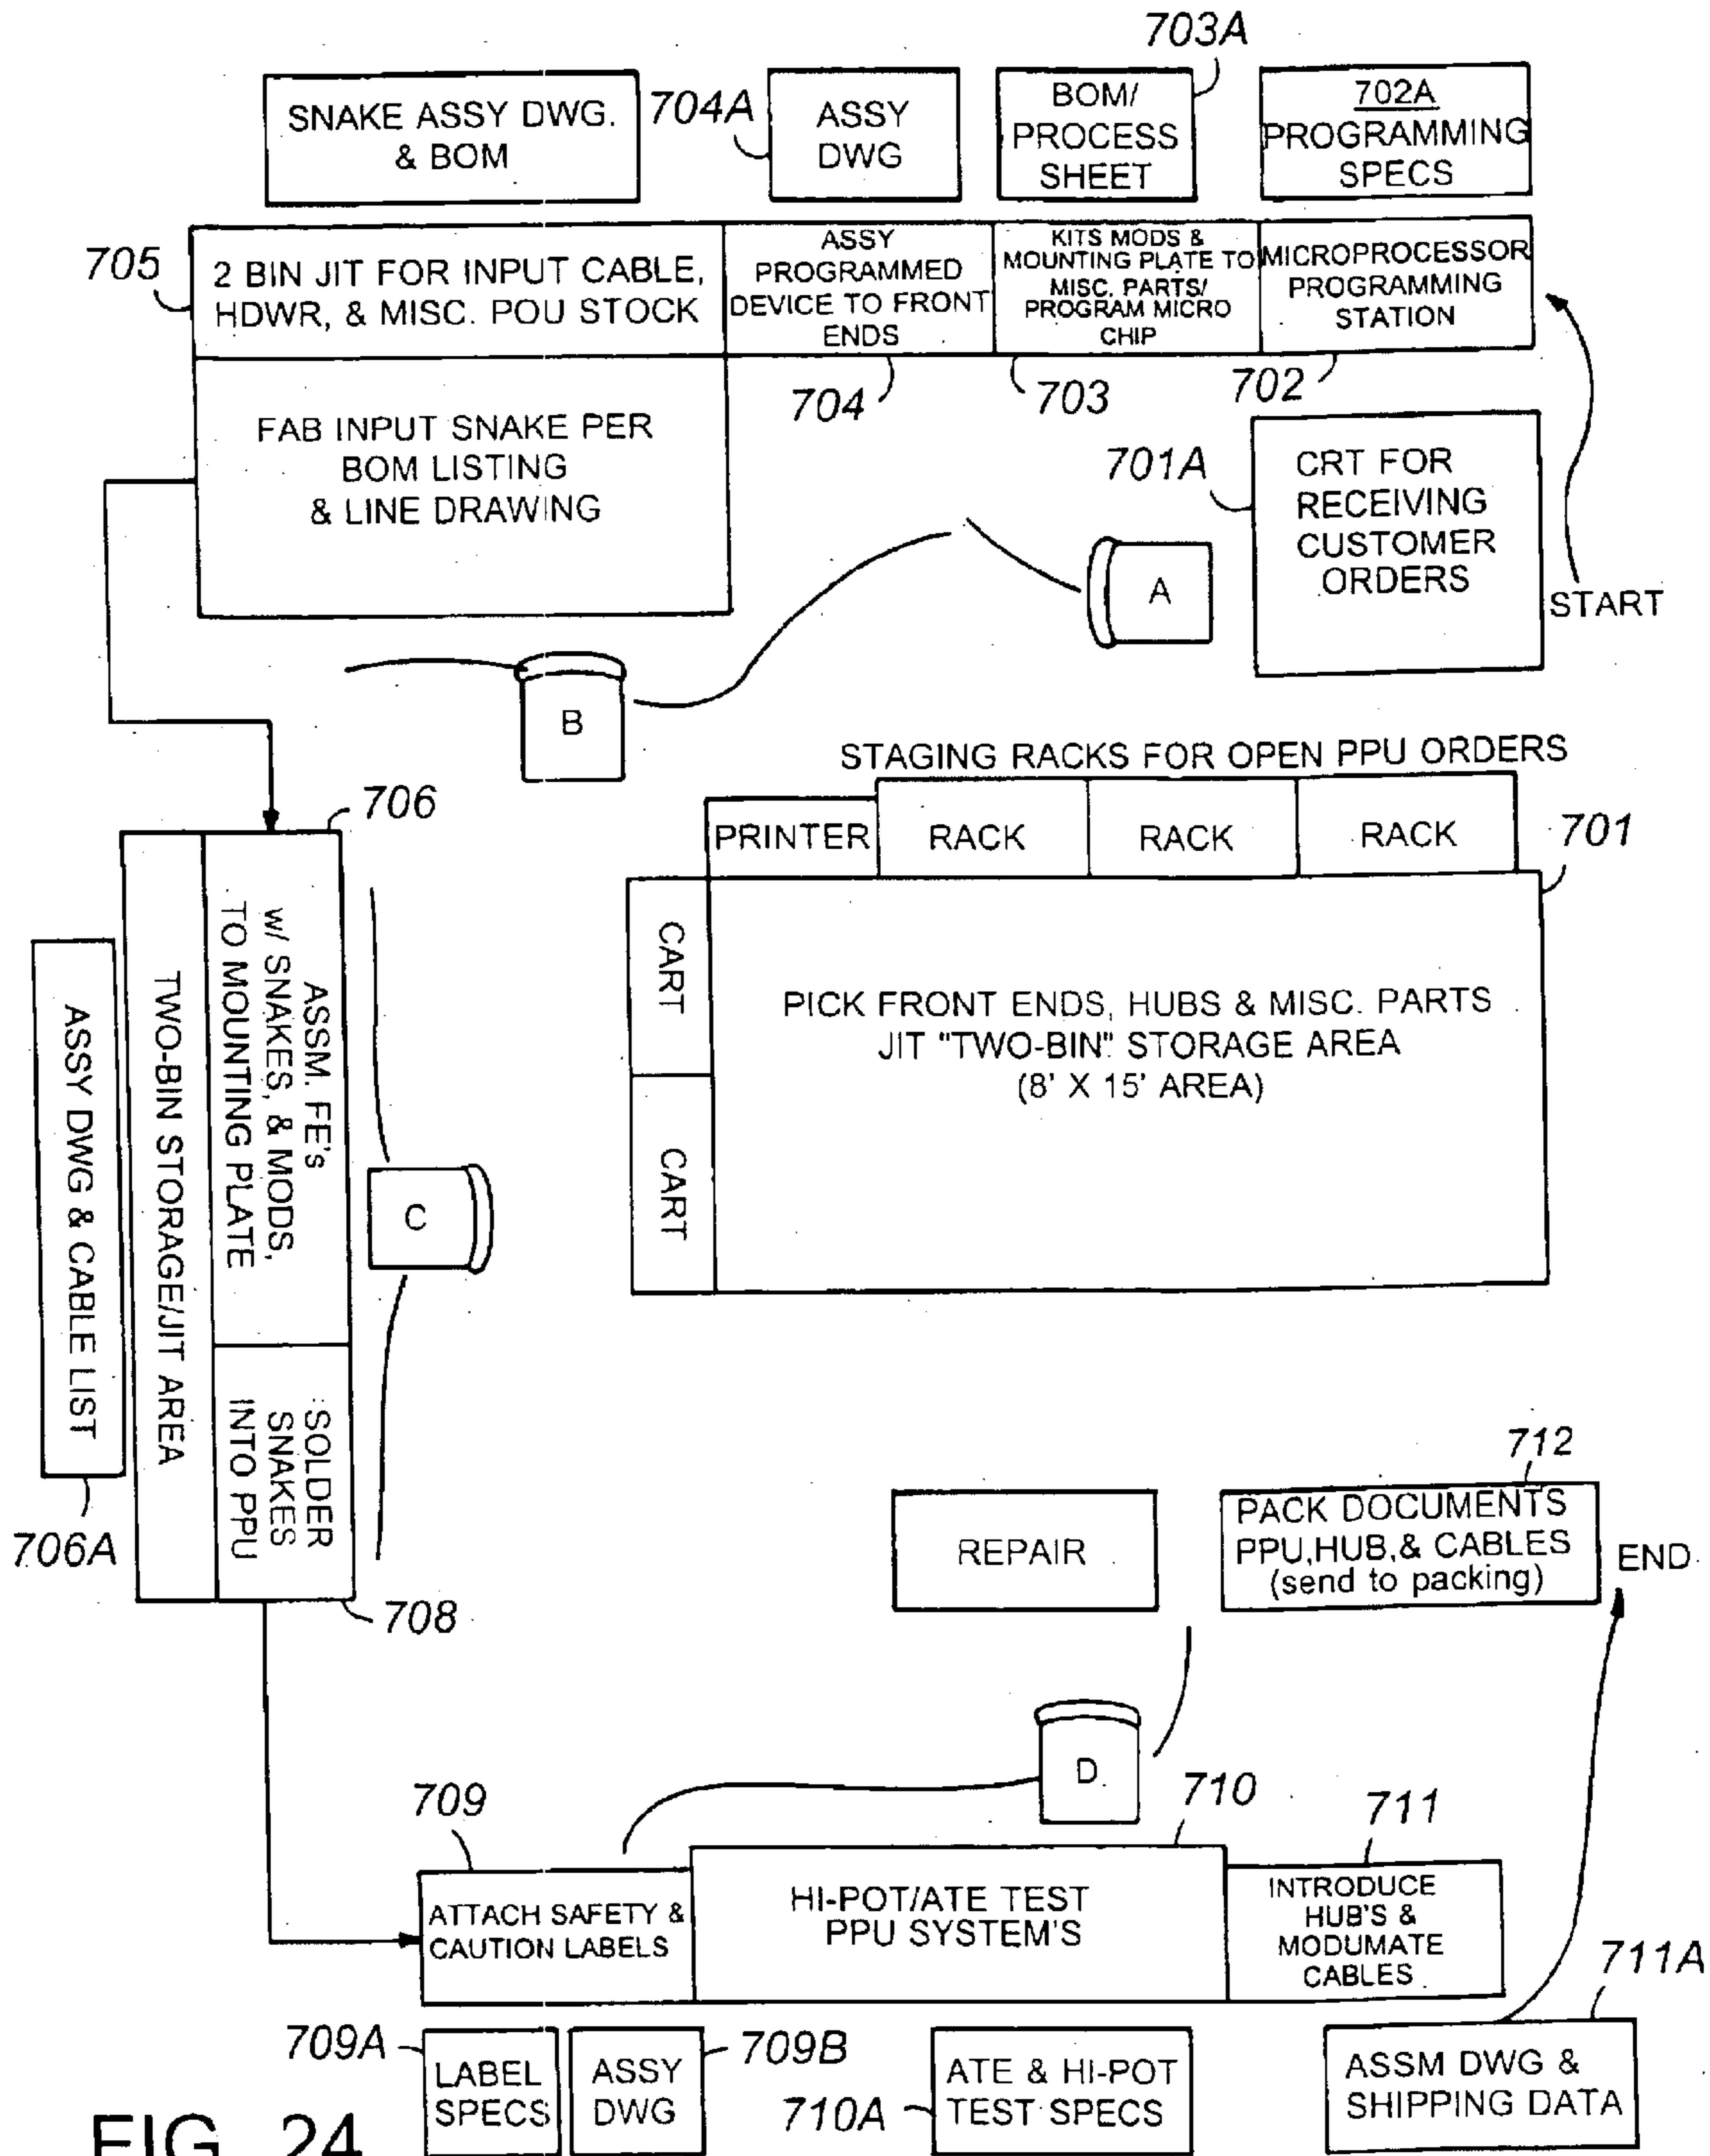 703A
SNAKE ASSY DWG.
& BOM
704A
ASSY
DWG
BOM/
PROCESS
SHEET
702A
PROGRAMMING
SPECS
705
2 BIN JIT FOR INPUT CABLE,
HDWR, & MISC. POU STOCK
ASSY
PROGRAMMED
DEVICE TO FRONT
ENDS
KITS MODS &
MOUNTING PLATE TO
MISC. PARTS/
PROGRAM MICRO
CHIP
MICROPROCESSOR
PROGRAMMING
STATION
704
703
702
FAB INPUT SNAKE PER
BOM LISTING
& LINE DRAWING
701A
CRT FOR
RECEIVING
CUSTOMER
ORDERS
START
A
B
STAGING RACKS FOR OPEN PPU ORDERS
706
PRINTER
RACK
RACK
RACK
701
ASSM. FE's
w/ SNAKES, & MODS,
TO MOUNTING PLATE
TWO-BIN STORAGE/JIT AREA
ASSY DWG & CABLE LIST
CART
CART
PICK FRONT ENDS, HUBS & MISC. PARTS
JIT "TWO-BIN" STORAGE AREA
(8' X 15' AREA)
C
SOLDER
SNAKES
INTO PPU
706A
708
712
REPAIR
PACK DOCUMENTS
PPU,HUB,& CABLES
(send to packing)
END
D
709
710
711
ATTACH SAFETY &
CAUTION LABELS
HI-POT/ATE TEST
PPU SYSTEM'S
INTRODUCE
HUB'S &
MODUMATE
CABLES
711A
709A
LABEL
SPECS
ASSY
DWG
709B
710A
ATE & HI-POT
TEST SPECS
ASSM DWG &
SHIPPING DATA
FIG. 24